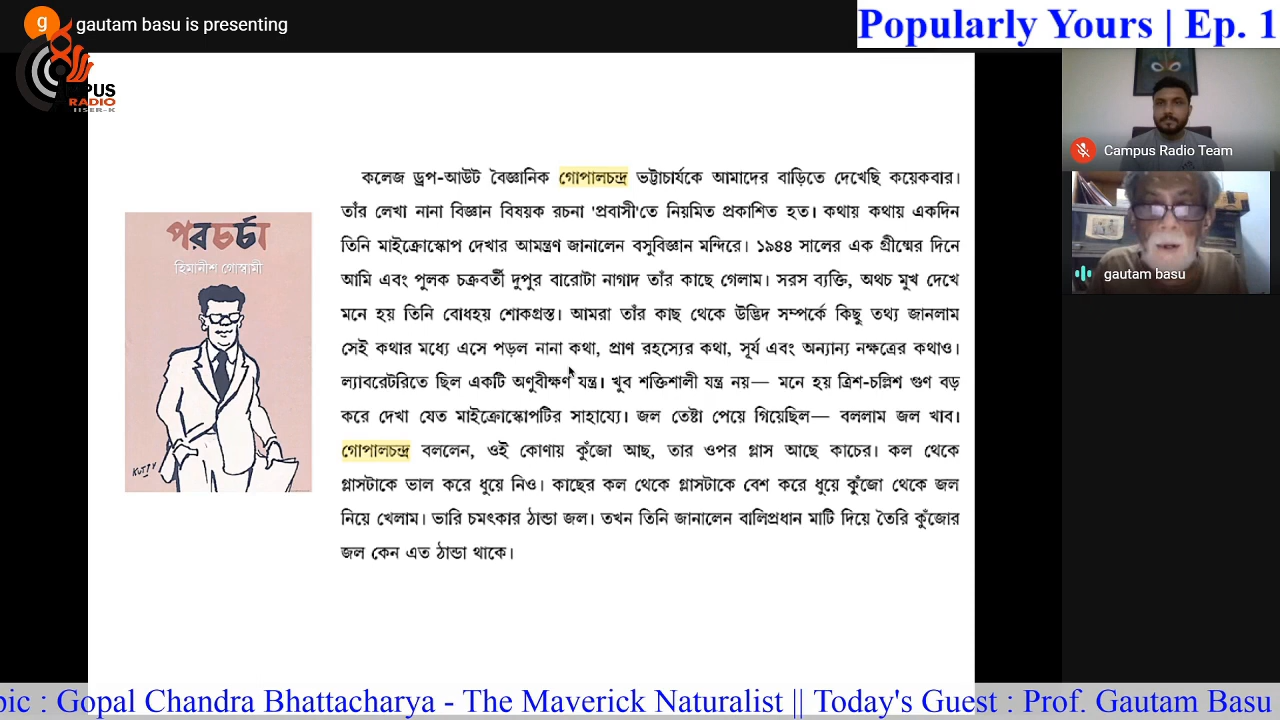 g
gautam basu is presenting
Popularly Yours | Ep. 1
MPUS
RADIO
IISER-K
Campus Radio Team
gautam basu
পরচর্চা
হিমানীশ গোস্বামী
KUTTY
কলেজ ড্রপ-আউট বৈজ্ঞানিক গোপালচন্দ্র ভট্টাচার্যকে আমাদের বাড়িতে দেখেছি কয়েকবার।
তাঁর লেখা নানা বিজ্ঞান বিষয়ক রচনা 'প্রবাসী'তে নিয়মিত প্রকাশিত হত। কথায় কথায় একদিন
তিনি মাইক্রোস্কোপ দেখার আমন্ত্রণ জানালেন বসুবিজ্ঞান মন্দিরে। ১৯৪৪ সালের এক গ্রীষ্মের দিনে
আমি এবং পুলক চক্রবর্তী দুপুর বারোটা নাগাদ তাঁর কাছে গেলাম। সরস ব্যক্তি, অথচ মুখ দেখে
মনে হয় তিনি বোধহয় শোকগ্রস্ত। আমরা তাঁর কাছ থেকে উদ্ভিদ সম্পর্কে কিছু তথ্য জানলাম
সেই কথার মধ্যে এসে পড়ল নানা কথা, প্রাণ রহস্যের কথা, সূর্য এবং অন্যান্য নক্ষত্রের কথাও।
ল্যাবরেটরিতে ছিল একটি অণুবীক্ষণ যন্ত্র। খুব শক্তিশালী যন্ত্র নয়— মনে হয় ত্রিশ-চল্লিশ গুণ বড়
করে দেখা যেত মাইক্রোস্কোপটির সাহায্যে। জল তেষ্টা পেয়ে গিয়েছিল— বললাম জল খাব।
গোপালচন্দ্র বললেন, ওই কোণায় কুঁজো আছ, তার ওপর গ্লাস আছে কাচের। কল থেকে
গ্লাসটাকে ভাল করে ধুয়ে নিও। কাছের কল থেকে গ্লাসটাকে বেশ করে ধুয়ে কুঁজো থেকে জল
নিয়ে খেলাম। ভারি চমৎকার ঠান্ডা জল। তখন তিনি জানালেন বালিপ্রধান মাটি দিয়ে তৈরি কুঁজোর
জল কেন এত ঠান্ডা থাকে।
pic : Gopal Chandra Bhattacharya - The Maverick Naturalist || Today's Guest : Prof. Gautam Basu